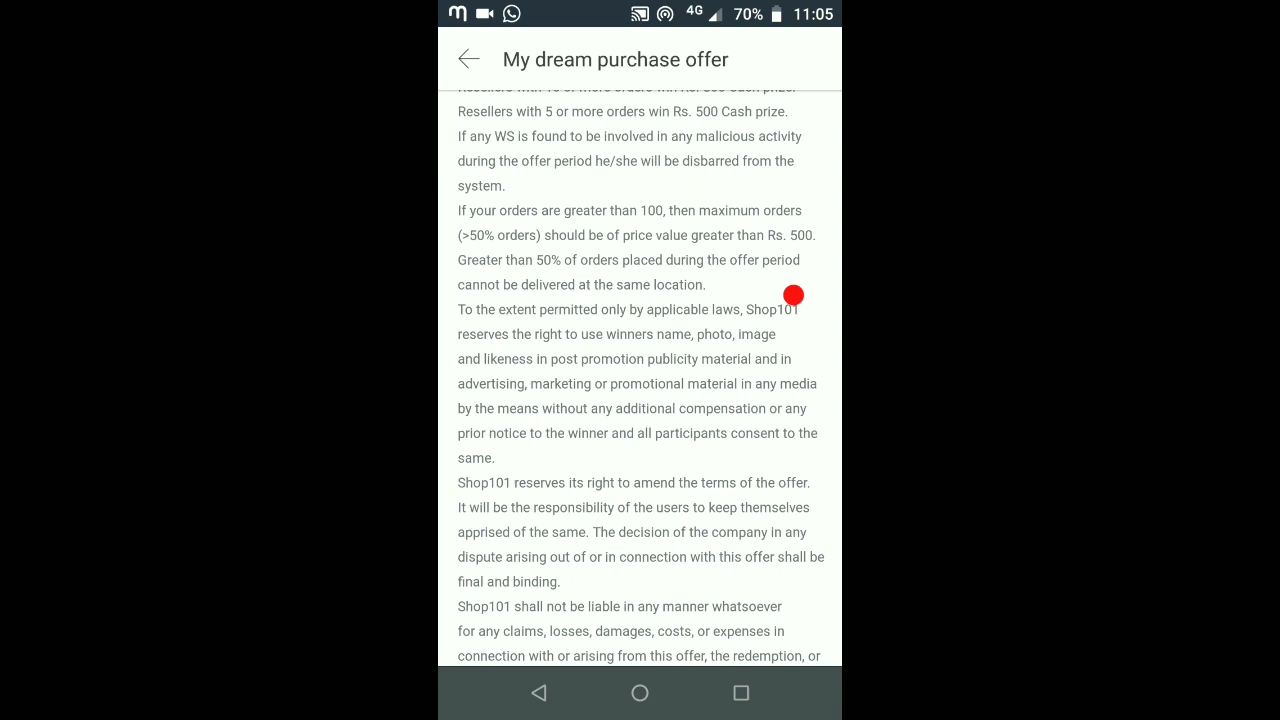 4G 70% 11:05
My dream purchase offer
Resellers with 5 or more orders win Rs. 500 Cash prize.
If any WS is found to be involved in any malicious activity
during the offer period he/she will be disbarred from the
system.
If your orders are greater than 100, then maximum orders
(>50% orders) should be of price value greater than Rs. 500.
Greater than 50% of orders placed during the offer period
cannot be delivered at the same location.
To the extent permitted only by applicable laws, Shop101
reserves the right to use winners name, photo, image
and likeness in post promotion publicity material and in
advertising, marketing or promotional material in any media
by the means without any additional compensation or any
prior notice to the winner and all participants consent to the
same.
Shop101 reserves its right to amend the terms of the offer.
It will be the responsibility of the users to keep themselves
apprised of the same. The decision of the company in any
dispute arising out of or in connection with this offer shall be
final and binding.
Shop101 shall not be liable in any manner whatsoever
for any claims, losses, damages, costs, or expenses in
connection with or arising from this offer, the redemption, or